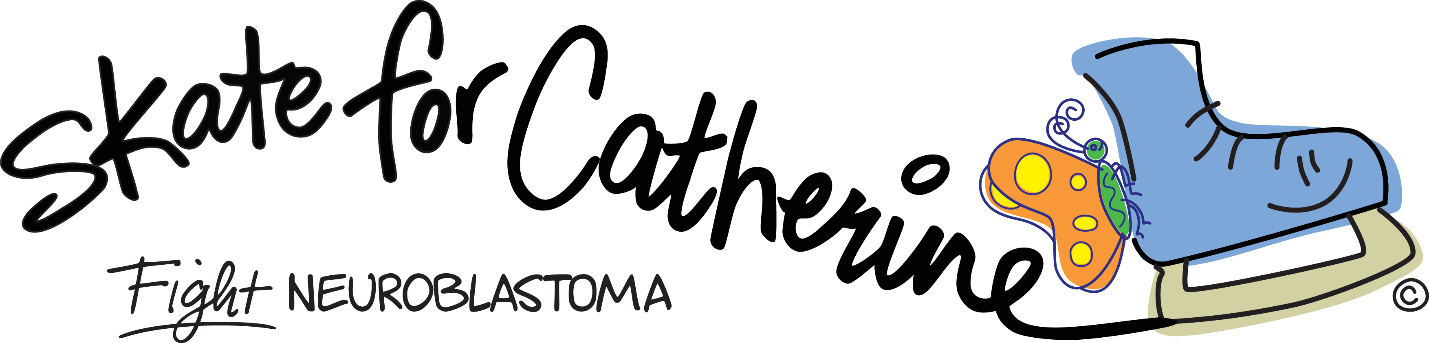 skate for Catherine
Fight NEUROBLASTOMA
©